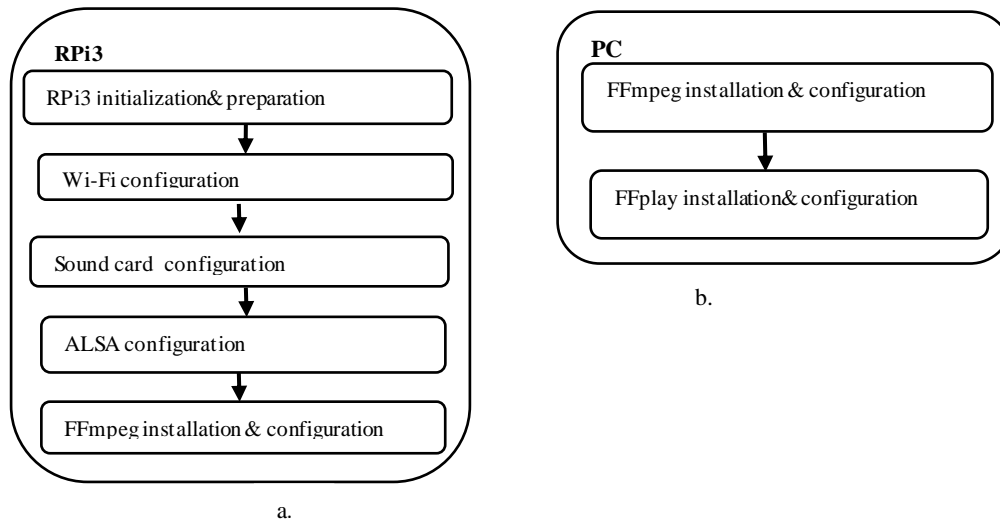 RPi3
RPi3 initialization& preparation
Wi-Fi configuration
Sound card configuration
ALSA configuration
FFmpeg installation & configuration
a.
PC
FFmpeg installation & configuration
FFplay installation& configuration
b.